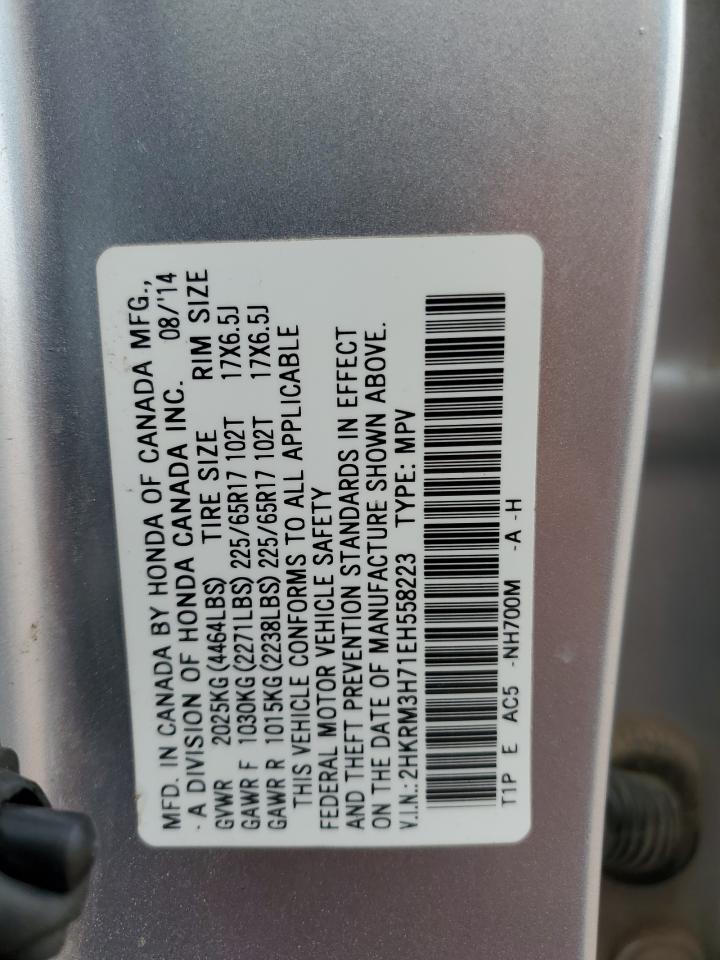 MFD. IN CANADA BY HONDA OF CANADA MFG.,
- A DIVISION OF HONDA CANADA INC. 08/'14
GVWR 2025KG(4464LBS) TIRE SIZE RIM SIZE
GAWR F 1030KG(2271LBS) 225/65R17 102T 17X6.5J
GAWR R 1015KG(2238LBS) 225/65R17 102T 17X6.5J
THIS VEHICLE CONFORMS TO ALL APPLICABLE
FEDERAL MOTOR VEHICLE SAFETY
AND THEFT PREVENTION STANDARDS IN EFFECT
ON THE DATE OF MANUFACTURE SHOWN ABOVE.
V.I.N.: 2HKRM3H71EH558223 TYPE: MPV
T1P E AC5 -NH700M -A -H